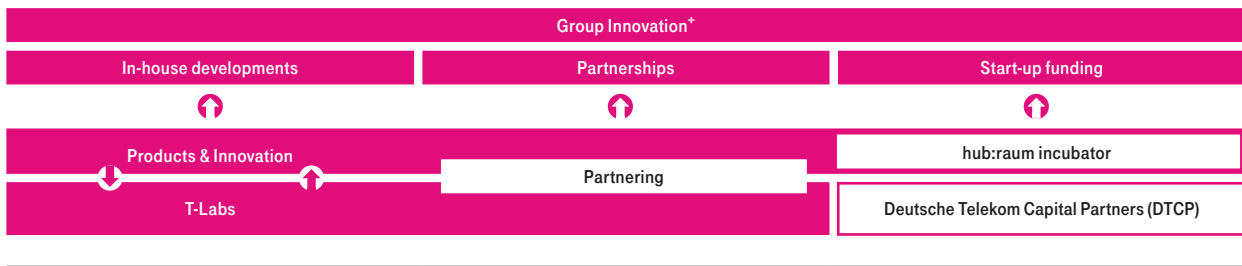 Group Innovation⁺
In-house developments
Partnerships
Start-up funding
Products & Innovation
hub:raum incubator
Partnering
T-Labs
Deutsche Telekom Capital Partners (DTCP)